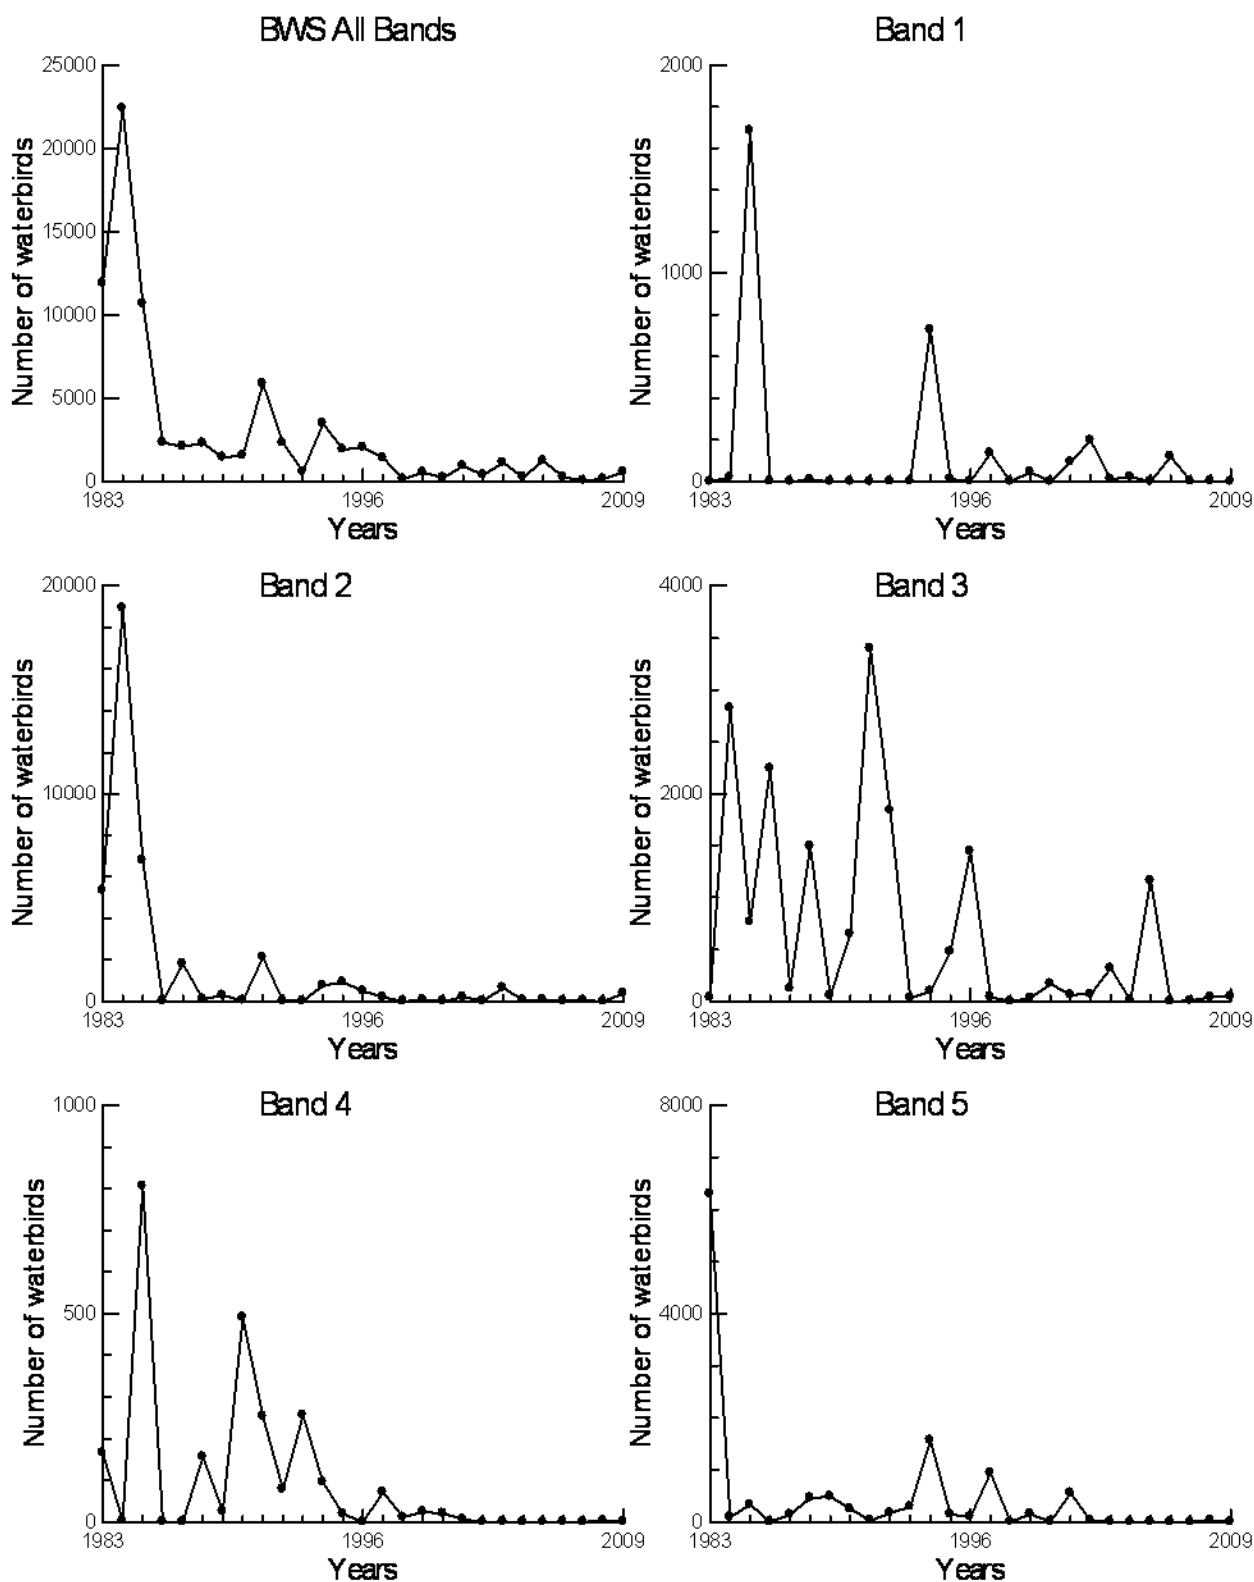 BWS All Bands
25000
20000
15000
10000
5000
0
Number of waterbirds
1983
1996
2009
Years
Band 1
2000
1000
0
Number of waterbirds
1983
1996
2009
Years
Band 2
20000
10000
0
Number of waterbirds
1983
1996
2009
Years
Band 3
4000
2000
0
Number of waterbirds
1983
1996
2009
Years
Band 4
1000
500
0
Number of waterbirds
1983
1996
2009
Years
Band 5
8000
4000
0
Number of waterbirds
1983
1996
2009
Years